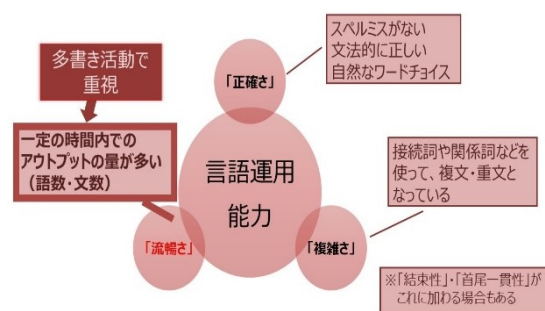 多書き活動で
重視
一定の時間内での
アウトプットの量が多い
（語数・文数）
「正確さ」
スペルミスがない
文法的に正しい
自然なワードチョイス
言語運用
能力
「流暢さ」
「複雑さ」
接続詞や関係詞などを
使って、複文・重文と
なっている
※「結束性」・「首尾一貫性」が
これに加わる場合もある